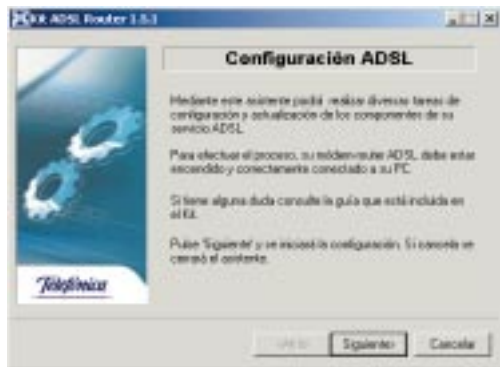 Kit ADSL Router 1.5.1
Configuración ADSL
Mediante este asistente podrá realizar diversas tareas de
configuración y actualización de los componentes de su
servicio ADSL.
Para efectuar el proceso, su módem-router ADSL debe estar
encendido y correctamente conectado a su PC.
Si tiene alguna duda consulte la guía que está incluida en
el Kit.
Pulse 'Siguiente' y se iniciará la configuración. Si cancela se
cerrará el asistente.
Telefónica
Siguiente>
Cancelar